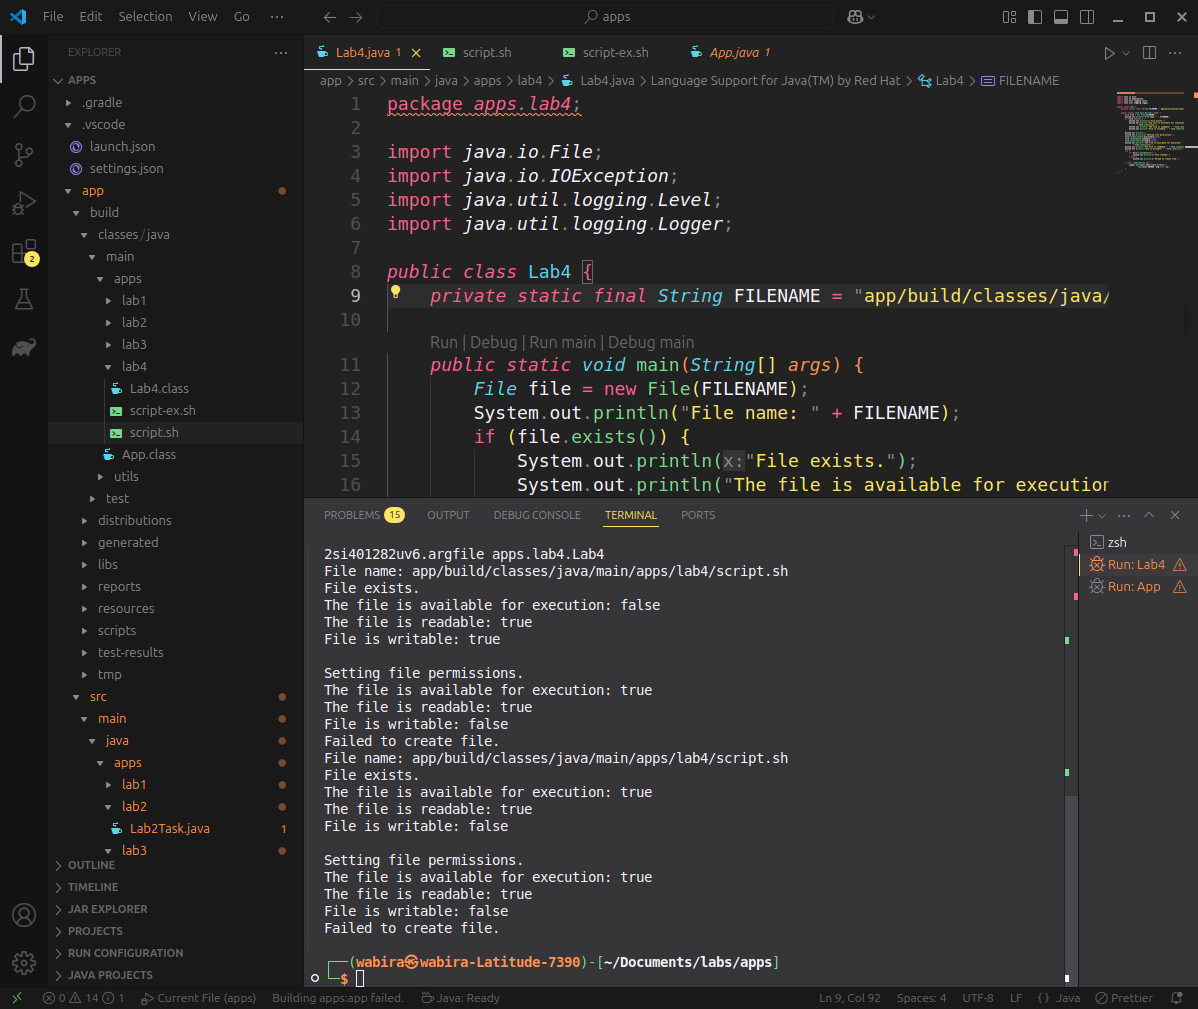 File Edit Selection View Go ··· apps
EXPLORER ···
APPS
.gradle
.vscode
launch.json
settings.json
app
build
classes/java
main
apps
lab1
lab2
lab3
lab4
Lab4.class
script-ex.sh
script.sh
App.class
utils
test
distributions
generated
libs
reports
resources
scripts
test-results
tmp
src
main
java
apps
lab1
lab2
Lab2Task.java 1
lab3
OUTLINE
TIMELINE
JAR EXPLORER
PROJECTS
RUN CONFIGURATION
JAVA PROJECTS
2
Lab4.java 1 script.sh script-ex.sh App.java 1
app > src > main > java > apps > lab4 > Lab4.java > Language Support for Java(TM) by Red Hat > Lab4 > FILENAME
1 package apps.lab4;
2
3 import java.io.File;
4 import java.io.IOException;
5 import java.util.logging.Level;
6 import java.util.logging.Logger;
7
8 public class Lab4 {
9 private static final String FILENAME = "app/build/classes/java/
10
Run | Debug | Run main | Debug main
11 public static void main(String[] args) {
12 File file = new File(FILENAME);
13 System.out.println("File name: " + FILENAME);
14 if (file.exists()) {
15 System.out.println(x:"File exists.");
16 System.out.println("The file is available for execution
PROBLEMS 15 OUTPUT DEBUG CONSOLE TERMINAL PORTS
2si401282uv6.argfile apps.lab4.Lab4
File name: app/build/classes/java/main/apps/lab4/script.sh
File exists.
The file is available for execution: false
The file is readable: true
File is writable: true
Setting file permissions.
The file is available for execution: true
The file is readable: true
File is writable: false
Failed to create file.
File name: app/build/classes/java/main/apps/lab4/script.sh
File exists.
The file is available for execution: true
The file is readable: true
File is writable: false
Setting file permissions.
The file is available for execution: true
The file is readable: true
File is writable: false
Failed to create file.
(wabira㉿wabira-Latitude-7390)-[~/Documents/labs/apps]
$
zsh
Run: Lab4
Run: App
0 14 1 Current File (apps) Building apps:app failed. Java: Ready Ln 9, Col 92 Spaces: 4 UTF-8 LF {} Java Prettier